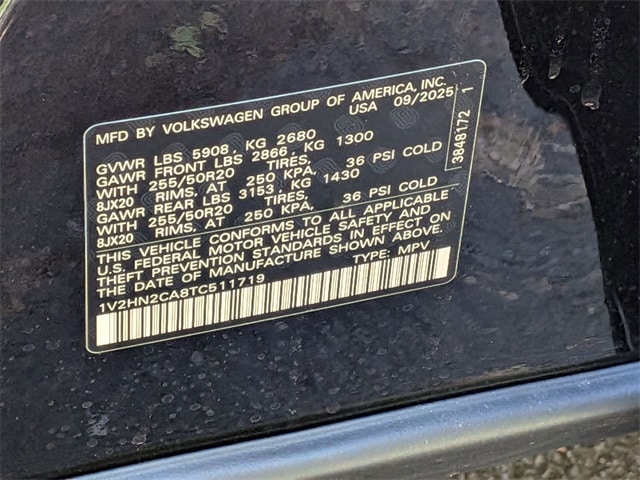 MFD BY VOLKSWAGEN GROUP OF AMERICA, INC.
USA 09/2025
GVWR LBS 5908, KG 2680
GAWR FRONT LBS 2866, KG 1300
WITH 255/50R20 TIRES,
8JX20 RIMS, AT 250 KPA, 36 PSI COLD
GAWR REAR LBS 3153, KG 1430
WITH 255/50R20 TIRES,
8JX20 RIMS, AT 250 KPA, 36 PSI COLD
THIS VEHICLE CONFORMS TO ALL APPLICABLE
U.S. FEDERAL MOTOR VEHICLE SAFETY AND
THEFT PREVENTION STANDARDS IN EFFECT ON
THE DATE OF MANUFACTURE SHOWN ABOVE.
1V2HN2CA8TC511719 TYPE: MPV
3848172 1